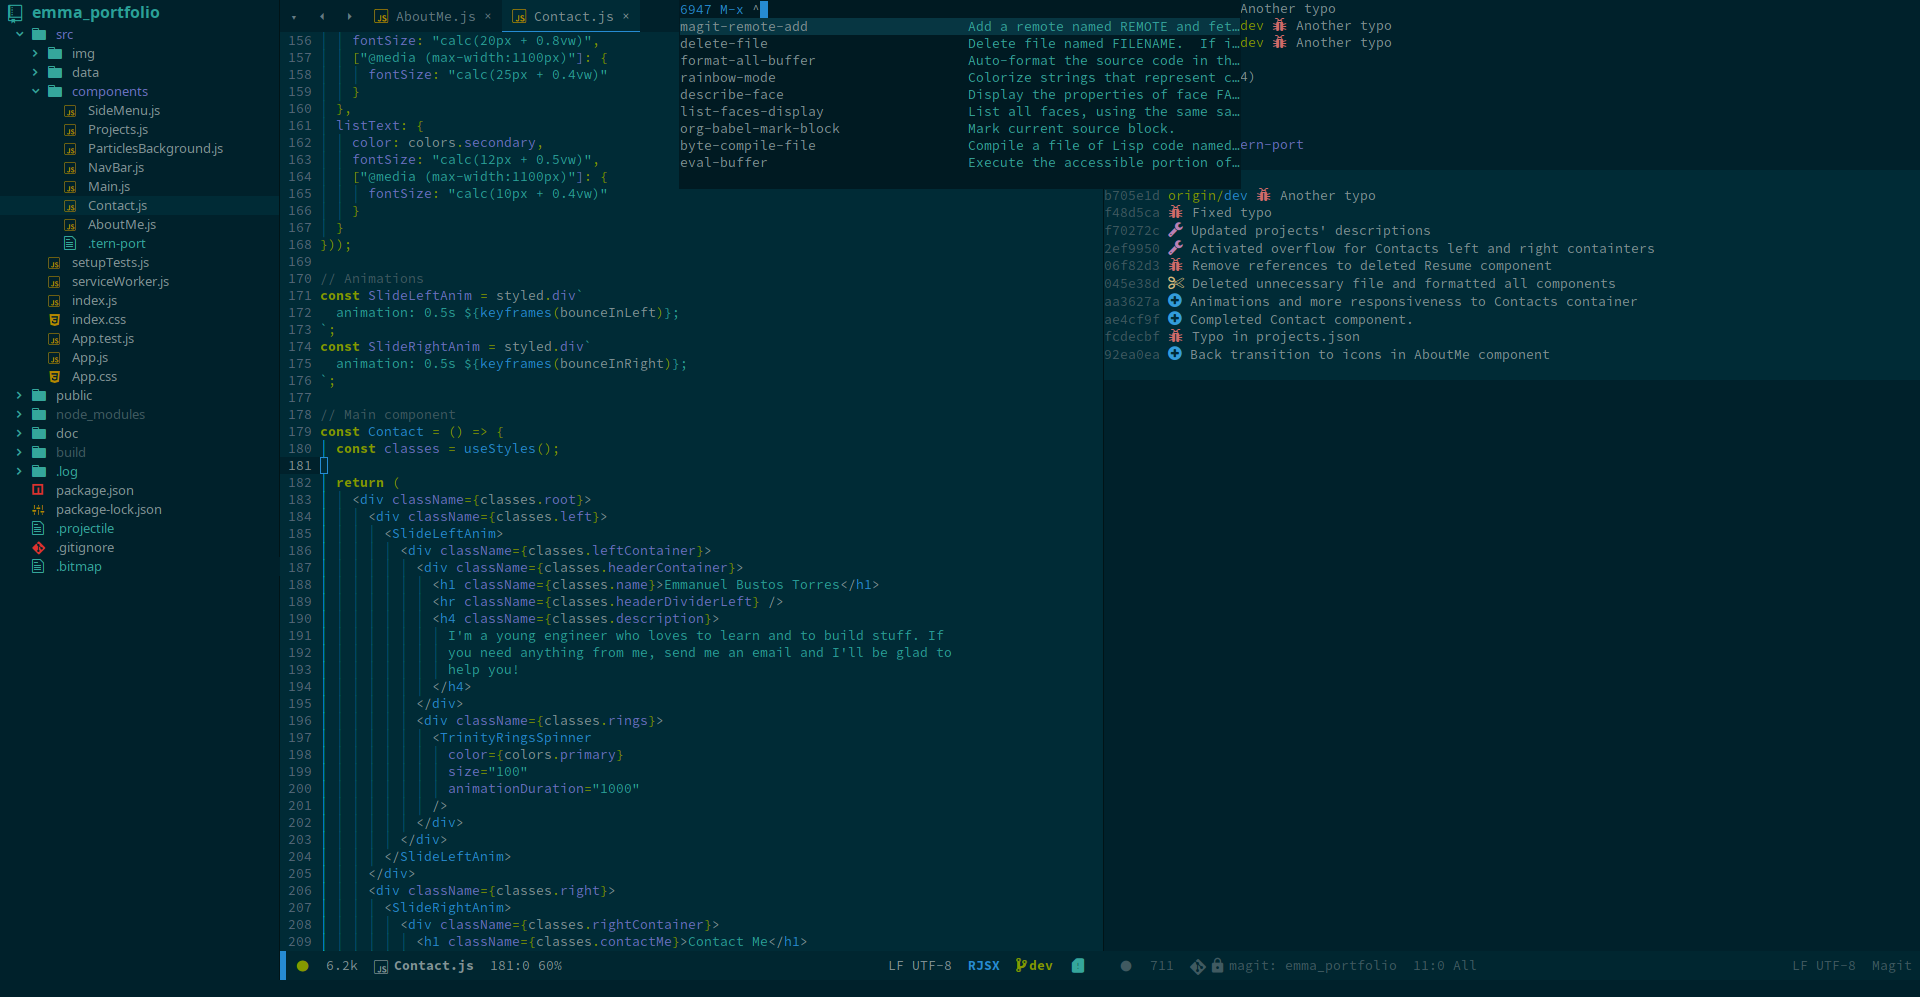 emma_portfolio
src
img
data
components
SideMenu.js
Projects.js
ParticlesBackground.js
NavBar.js
Main.js
Contact.js
AboutMe.js
.tern-port
setupTests.js
serviceWorker.js
index.js
index.css
App.test.js
App.js
App.css
public
node_modules
doc
build
.log
package.json
package-lock.json
.projectile
.gitignore
.bitmap
AboutMe.js ×
Contact.js ×
156 fontSize: "calc(20px + 0.8vw)",
157 ["@media (max-width:1100px)"]: {
158 fontSize: "calc(25px + 0.4vw)"
159 }
160 },
161 listText: {
162 color: colors.secondary,
163 fontSize: "calc(12px + 0.5vw)",
164 ["@media (max-width:1100px)"]: {
165 fontSize: "calc(10px + 0.4vw)"
166 }
167 }
168 }));
169
170 // Animations
171 const SlideLeftAnim = styled.div`
172 animation: 0.5s ${keyframes(bounceInLeft)};
173 `;
174 const SlideRightAnim = styled.div`
175 animation: 0.5s ${keyframes(bounceInRight)};
176 `;
177
178 // Main component
179 const Contact = () => {
180 const classes = useStyles();
181
182 return (
183 <div className={classes.root}>
184 <div className={classes.left}>
185 <SlideLeftAnim>
186 <div className={classes.leftContainer}>
187 <div className={classes.headerContainer}>
188 <h1 className={classes.name}>Emmanuel Bustos Torres</h1>
189 <hr className={classes.headerDividerLeft} />
190 <h4 className={classes.description}>
191 I'm a young engineer who loves to learn and to build stuff. If
192 you need anything from me, send me an email and I'll be glad to
193 help you!
194 </h4>
195 </div>
196 <div className={classes.rings}>
197 <TrinityRingsSpinner
198 color={colors.primary}
199 size="100"
200 animationDuration="1000"
201 />
202 </div>
203 </div>
204 </SlideLeftAnim>
205 </div>
206 <div className={classes.right}>
207 <SlideRightAnim>
208 <div className={classes.rightContainer}>
209 <h1 className={classes.contactMe}>Contact Me</h1>
6.2k Contact.js 181:0 60% LF UTF-8 RJSX dev
6947 M-x ^
magit-remote-add Add a remote named REMOTE and fet…
delete-file Delete file named FILENAME. If i…
format-all-buffer Auto-format the source code in th…
rainbow-mode Colorize strings that represent c…
describe-face Display the properties of face FA…
list-faces-display List all faces, using the same sa…
org-babel-mark-block Mark current source block.
byte-compile-file Compile a file of Lisp code named…
eval-buffer Execute the accessible portion of…
Another typo
dev Another typo
dev Another typo
4)
ern-port
b705e1d origin/dev Another typo
f48d5ca Fixed typo
f70272c Updated projects' descriptions
2ef9950 Activated overflow for Contacts left and right containters
06f82d3 Remove references to deleted Resume component
045e38d Deleted unnecessary file and formatted all components
aa3627a Animations and more responsiveness to Contacts container
ae4cf9f Completed Contact component.
fcdecbf Typo in projects.json
92ea0ea Back transition to icons in AboutMe component
711 magit: emma_portfolio 11:0 All LF UTF-8 Magit